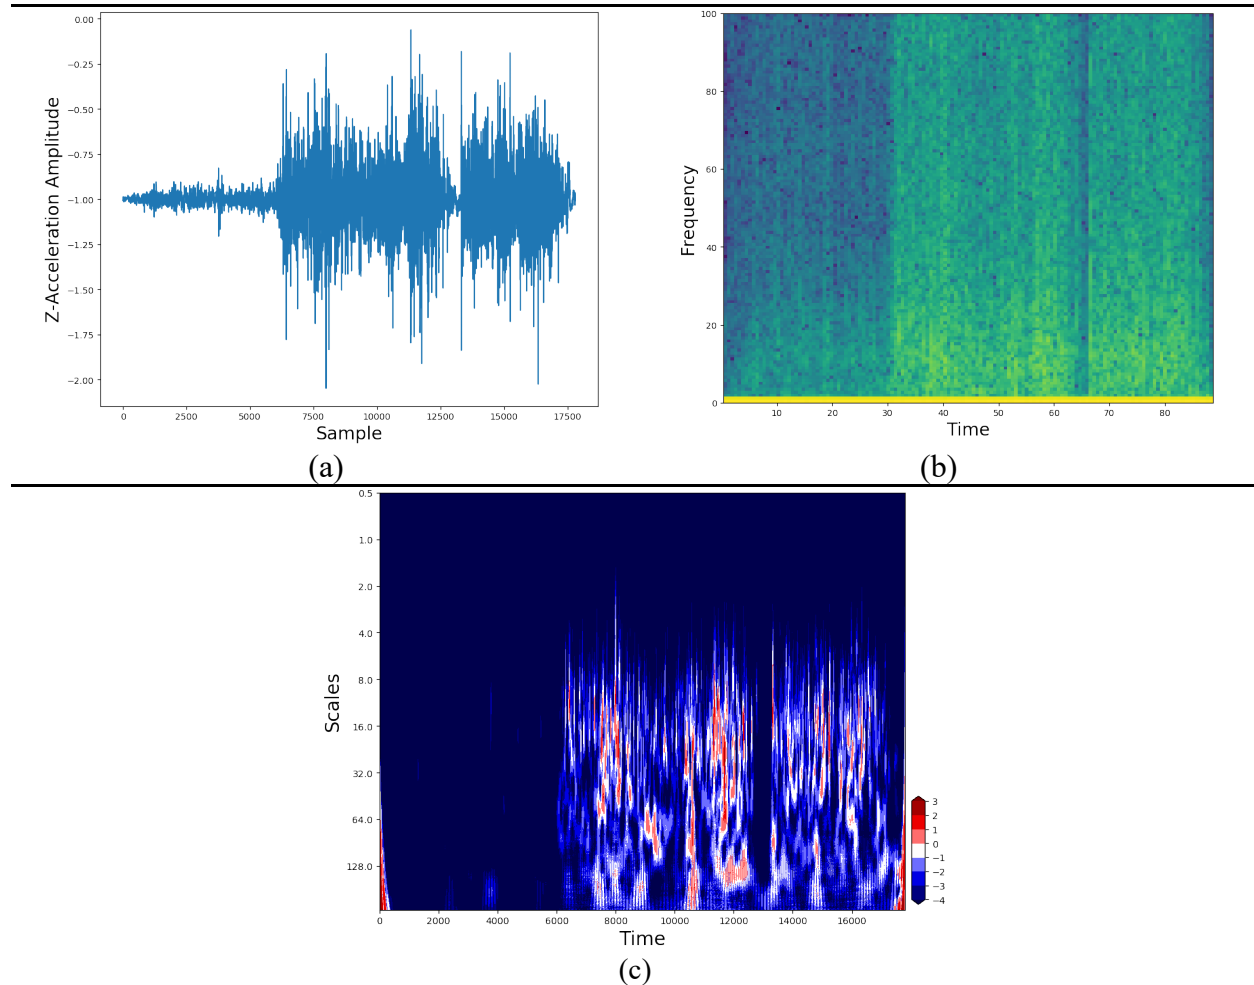 0.00
−0.25
−0.50
−0.75
−1.00
−1.25
−1.50
−1.75
−2.00
Z-Acceleration Amplitude
0 2500 5000 7500 10000 12500 15000 17500
Sample
(a)
100
80
60
40
20
0
Frequency
10 20 30 40 50 60 70 80
Time
(b)
0.5
1.0
2.0
4.0
8.0
16.0
32.0
64.0
128.0
Scales
0 2000 4000 6000 8000 10000 12000 14000 16000
Time
3
2
1
0
−1
−2
−3
−4
(c)